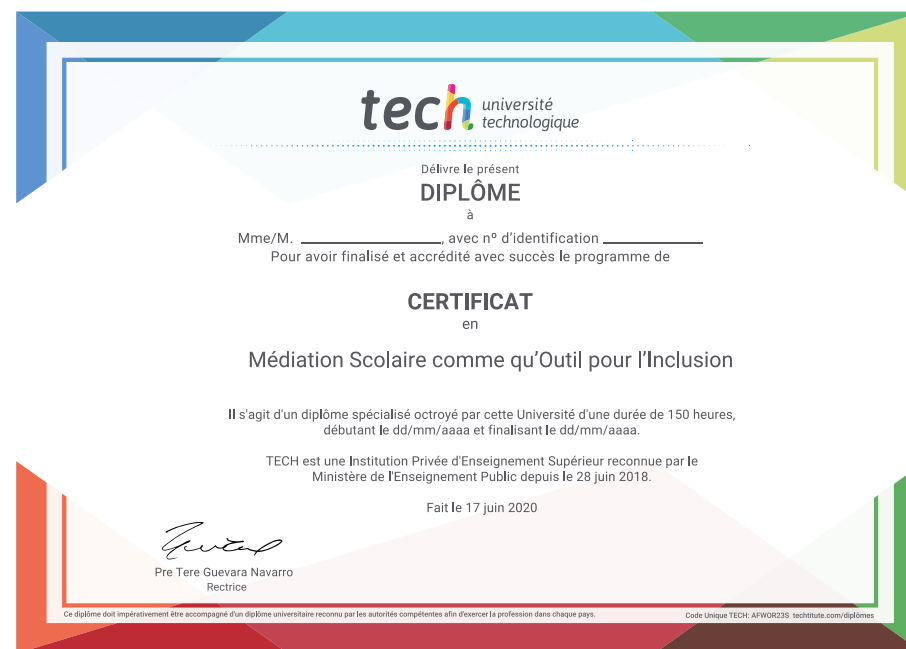 tech université
technologique
Délivre le présent
DIPLÔME
à
Mme/M. ____________________, avec nº d'identification ______________
Pour avoir finalisé et accrédité avec succès le programme de
CERTIFICAT
en
Médiation Scolaire comme qu'Outil pour l'Inclusion
Il s'agit d'un diplôme spécialisé octroyé par cette Université d'une durée de 150 heures,
débutant le dd/mm/aaaa et finalisant le dd/mm/aaaa.
TECH est une Institution Privée d'Enseignement Supérieur reconnue par le
Ministère de l'Enseignement Public depuis le 28 juin 2018.
Fait le 17 juin 2020
Pre Tere Guevara Navarro
Rectrice
Ce diplôme doit impérativement être accompagné d'un diplôme universitaire reconnu par les autorités compétentes afin d'exercer la profession dans chaque pays.
Code Unique TECH: AFWOR23S techtitute.com/diplômes